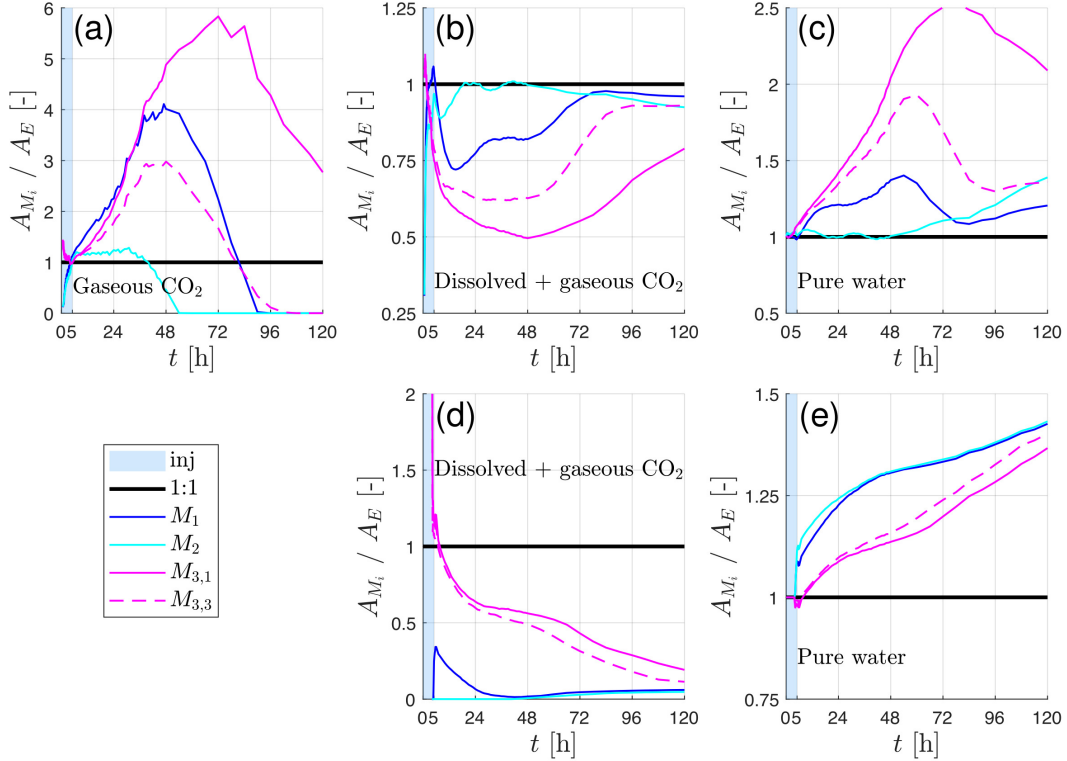 (a)
6
5
4
3
2
1
0
A_{M_i} / A_E [-]
Gaseous CO₂
05 24 48 72 96 120
t [h]
(b)
1.25
1
0.75
0.5
0.25
A_{M_i} / A_E [-]
Dissolved + gaseous CO₂
05 24 48 72 96 120
t [h]
(c)
2.5
2
1.5
1
0.5
A_{M_i} / A_E [-]
Pure water
05 24 48 72 96 120
t [h]
inj
1:1
M₁
M₂
M₃,₁
M₃,₃
(d)
2
1.5
1
0.5
0
A_{M_i} / A_E [-]
Dissolved + gaseous CO₂
05 24 48 72 96 120
t [h]
(e)
1.5
1.25
1
0.75
A_{M_i} / A_E [-]
Pure water
05 24 48 72 96 120
t [h]